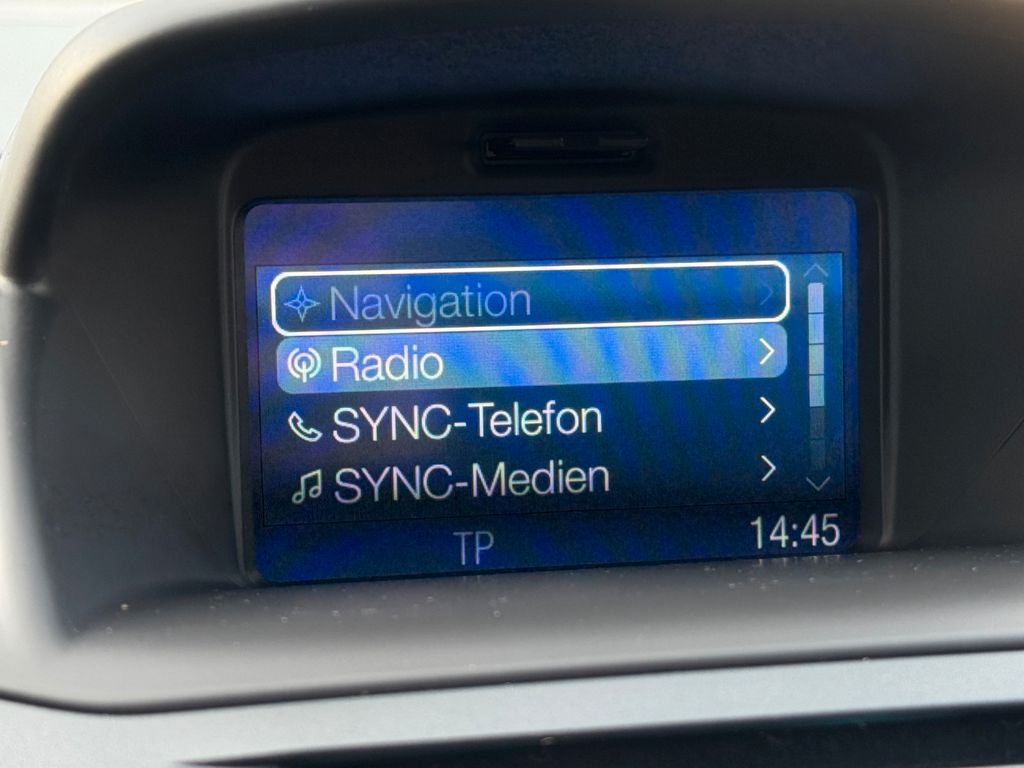 Navigation
Radio
SYNC-Telefon
SYNC-Medien
TP
14:45